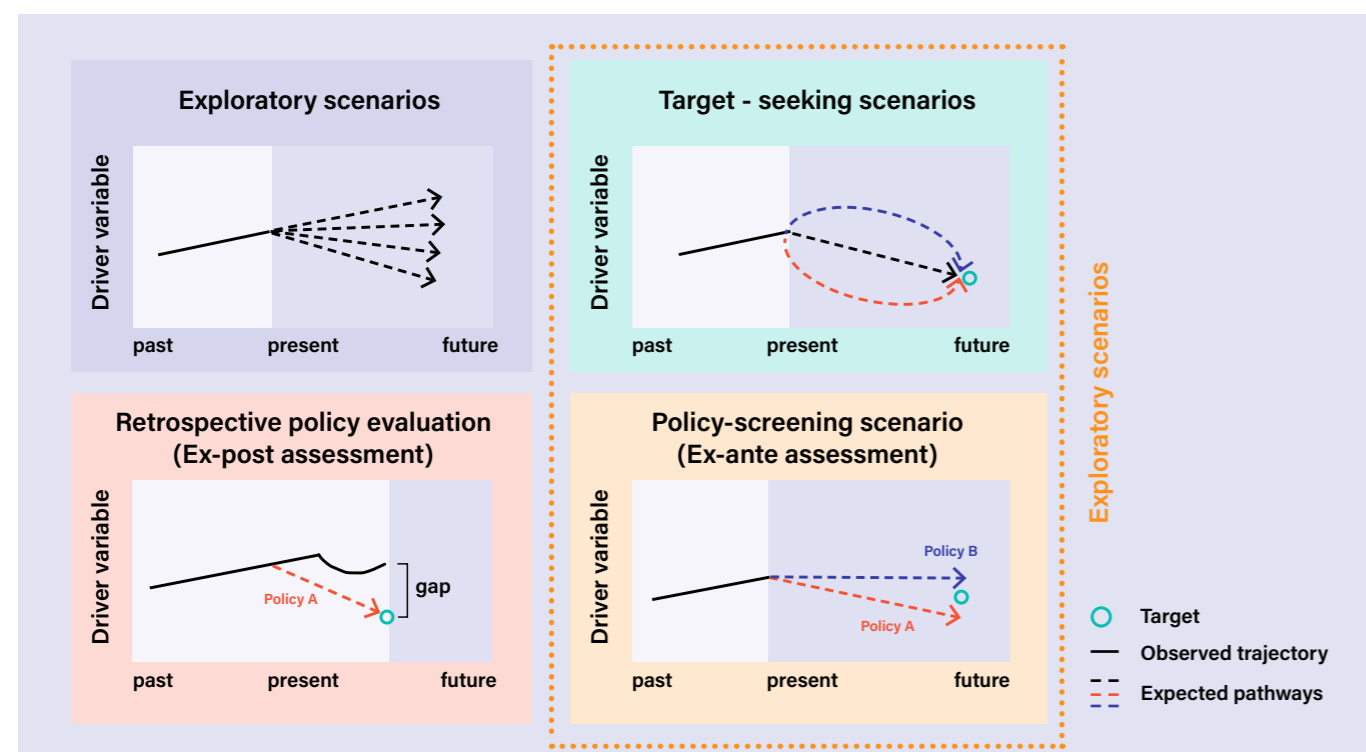 Exploratory scenarios
Driver variable
past present future
Target - seeking scenarios
Driver variable
past present future
Retrospective policy evaluation
(Ex-post assessment)
Driver variable
Policy A
gap
past present future
Policy-screening scenario
(Ex-ante assessment)
Driver variable
Policy B
Policy A
past present future
Exploratory scenarios
Target
Observed trajectory
Expected pathways